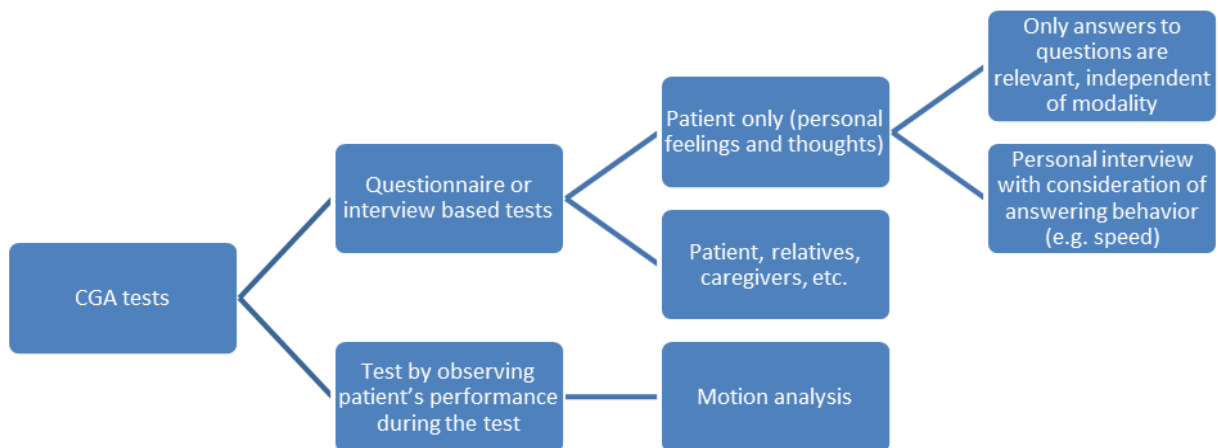 CGA tests
Questionnaire or
interview based tests
Test by observing
patient's performance
during the test
Patient only (personal
feelings and thoughts)
Patient, relatives,
caregivers, etc.
Motion analysis
Only answers to
questions are
relevant, independent
of modality
Personal interview
with consideration of
answering behavior
(e.g. speed)